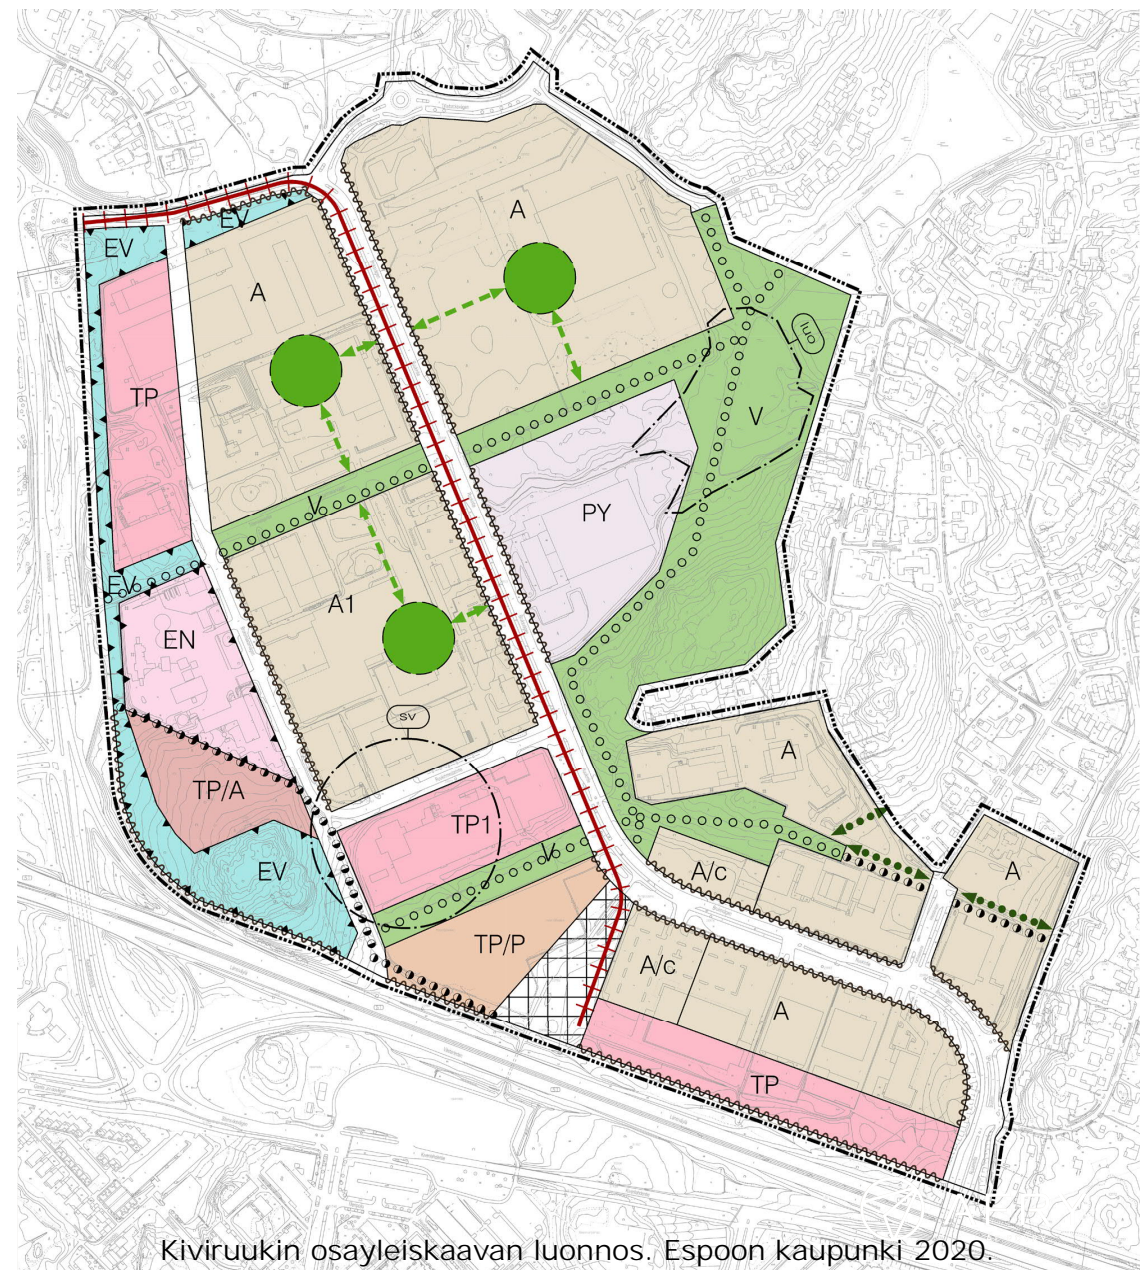 A
EV
EV
A
luo
TP
V
V
PY
EV
A1
EN
sv
A
TP/A
TP1
V
A/c
EV
A
TP/P
A/c
A
TP
Kiviruukin osayleiskaavan luonnos. Espoon kaupunki 2020.